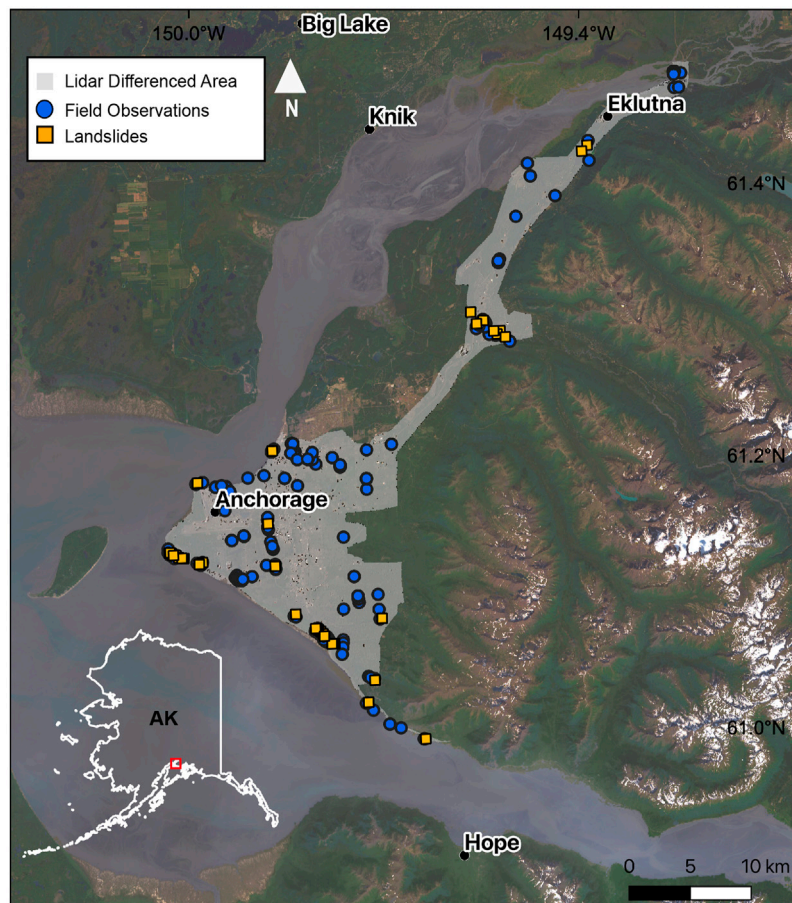 150.0°W
Big Lake
149.4°W
Lidar Differenced Area
Field Observations
Landslides
N
Knik
Eklutna
61.4°N
61.2°N
Anchorage
AK
61.0°N
Hope
0 5 10 km